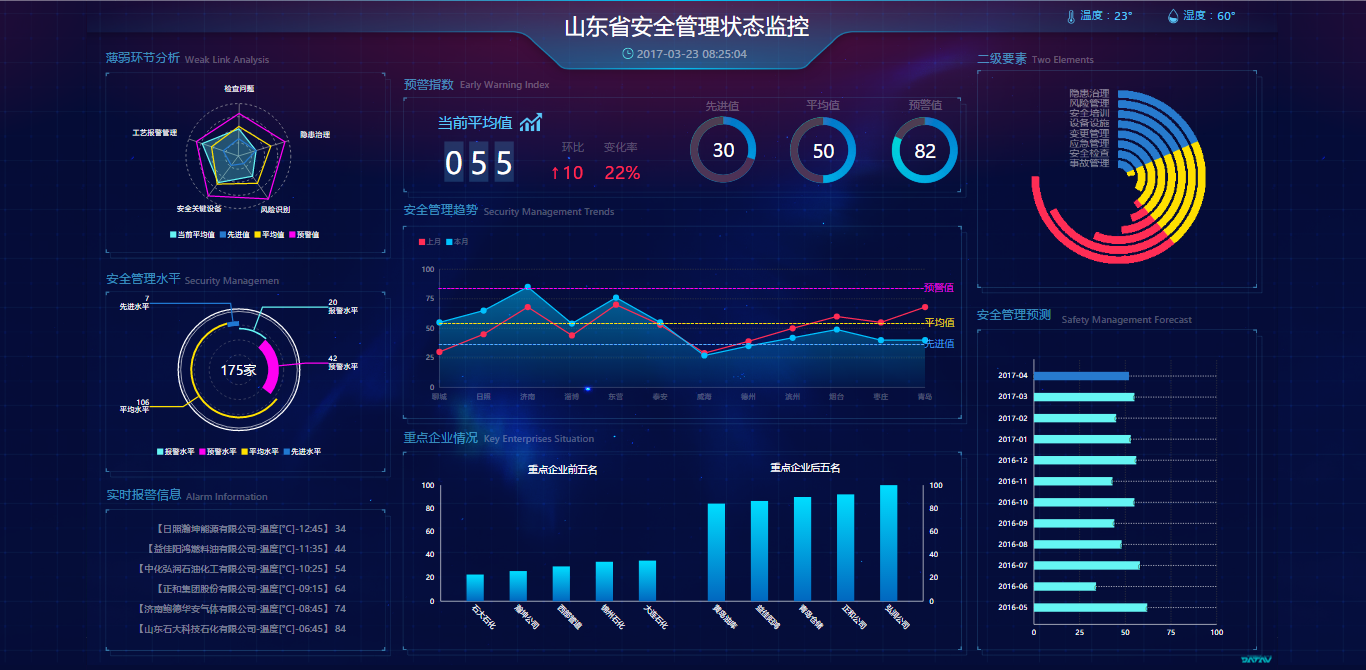 山东省安全管理状态监控
2017-03-23 08:25:04
温度：23°
湿度：60°
薄弱环节分析 Weak Link Analysis
检查问题
隐患治理
风险识别
安全关键设备
工艺报警管理
当前平均值 先进值 平均值 预警值
安全管理水平 Security Managemen
7
先进水平
20
报警水平
42
预警水平
106
平均水平
175家
报警水平 预警水平 平均水平 先进水平
实时报警信息 Alarm Information
【日照瀚坤能源有限公司-温度[°C]-12:45】34
【益佳阳鸿燃料油有限公司-温度[°C]-11:35】44
【中化弘润石油化工有限公司-温度[°C]-10:25】54
【正和集团股份有限公司-温度[°C]-09:15】64
【济南鲍德华安气体有限公司-温度[°C]-08:45】74
【山东石大科技石化有限公司-温度[°C]-06:45】84
预警指数 Early Warning Index
当前平均值
055
环比
↑10
变化率
22%
先进值
30
平均值
50
预警值
82
安全管理趋势 Security Management Trends
上月 本月
100
75
50
25
0
预警值
平均值
先进值
聊城 日照 济南 淄博 东营 泰安 威海 德州 滨州 烟台 枣庄 青岛
重点企业情况 Key Enterprises Situation
重点企业前五名
100
80
60
40
20
0
石大石化 瀚坤公司 西部管道 锦州石化 大连石化
重点企业后五名
100
80
60
40
20
0
黄岛油库 益佳阳鸿 青岛仓储 正和公司 弘润公司
二级要素 Two Elements
隐患治理
风险管理
安全培训
设备设施
变更管理
应急管理
安全检查
事故管理
安全管理预测 Safety Management Forecast
2017-04
2017-03
2017-02
2017-01
2016-12
2016-11
2016-10
2016-09
2016-08
2016-07
2016-06
2016-05
0 25 50 75 100
DATAV